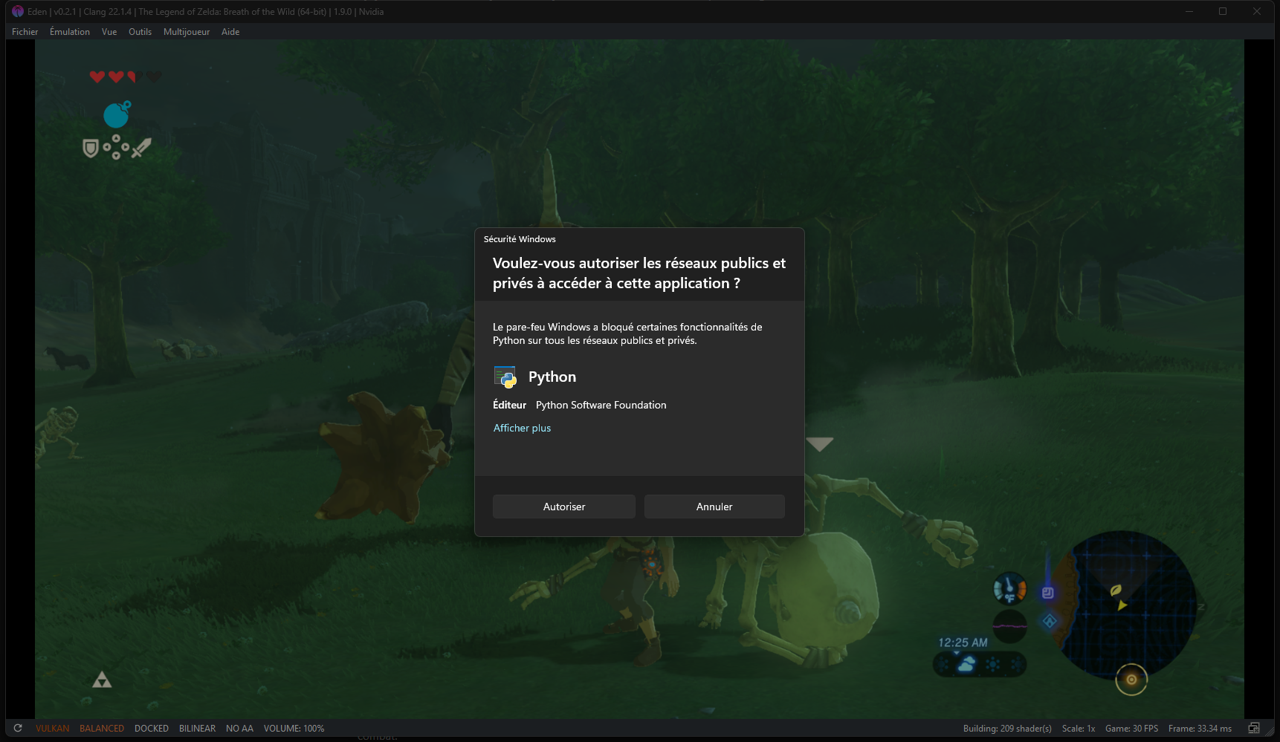 Eden | v0.2.1 | Clang 22.1.4 | The Legend of Zelda: Breath of the Wild (64-bit) | 1.9.0 | Nvidia
Fichier Émulation Vue Outils Multijoueur Aide
Sécurité Windows
Voulez-vous autoriser les réseaux publics et
privés à accéder à cette application ?
Le pare-feu Windows a bloqué certaines fonctionnalités de
Python sur tous les réseaux publics et privés.
Python
Éditeur Python Software Foundation
Afficher plus
Autoriser Annuler
°F
12:25 AM
VULKAN BALANCED DOCKED BILINEAR NO AA VOLUME: 100%
Building: 209 shader(s) Scale: 1x Game: 30 FPS Frame: 33.34 ms
combat.